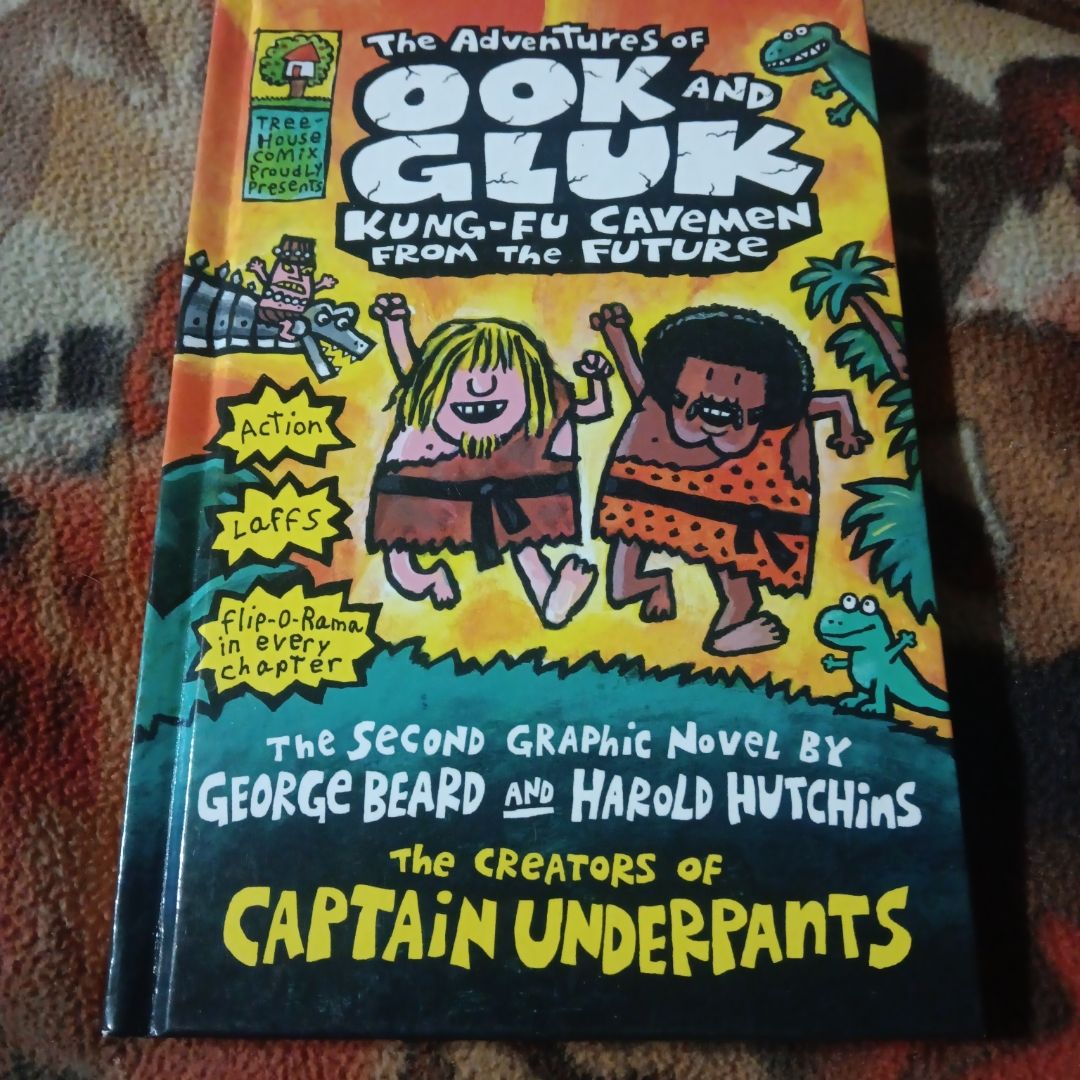 The Adventures of
OOK AND
GLUK
KUNG-FU CAVEMEN
FROM THE FUTURE
TREE-
HOUSE
COMIX
PROUDLY
PRESENTS
ACTION
LAFFS
FLIP-O-RAMA
in every
chapter
THE SECOND GRAPHIC NOVEL BY
GEORGE BEARD AND HAROLD HUTCHINS
THE CREATORS OF
CAPTAIN UNDERPANTS